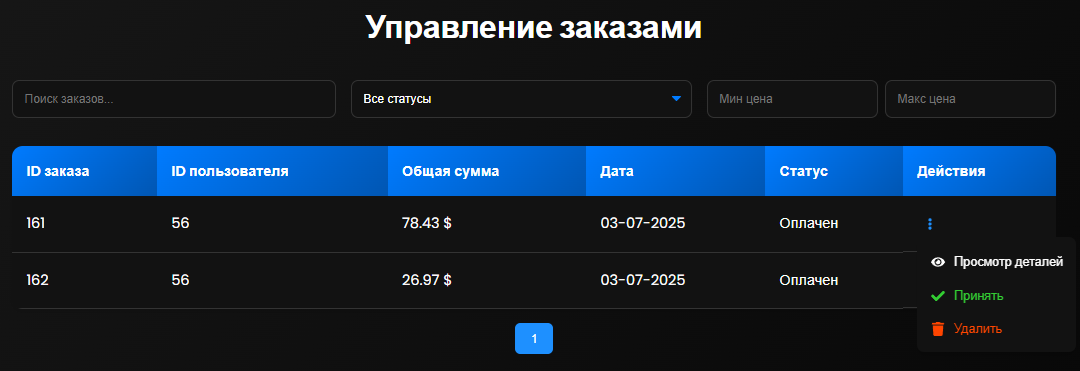 Управление заказами
Поиск заказов... Все статусы Мин цена Макс цена
ID заказа ID пользователя Общая сумма Дата Статус Действия
161 56 78.43 $ 03-07-2025 Оплачен
Просмотр деталей
162 56 26.97 $ 03-07-2025 Оплачен
Принять
Удалить
1